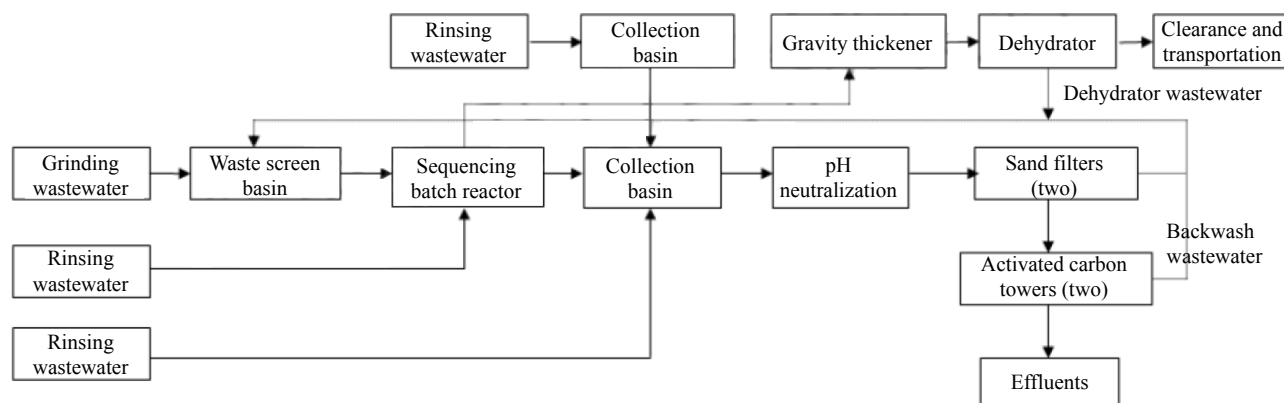 Rinsing
wastewater
Collection
basin
Gravity thickener
Dehydrator
Clearance and
transportation
Dehydrator wastewater
Grinding
wastewater
Waste screen
basin
Sequencing
batch reactor
Collection
basin
pH
neutralization
Sand filters
(two)
Backwash
wastewater
Rinsing
wastewater
Activated carbon
towers (two)
Rinsing
wastewater
Effluents